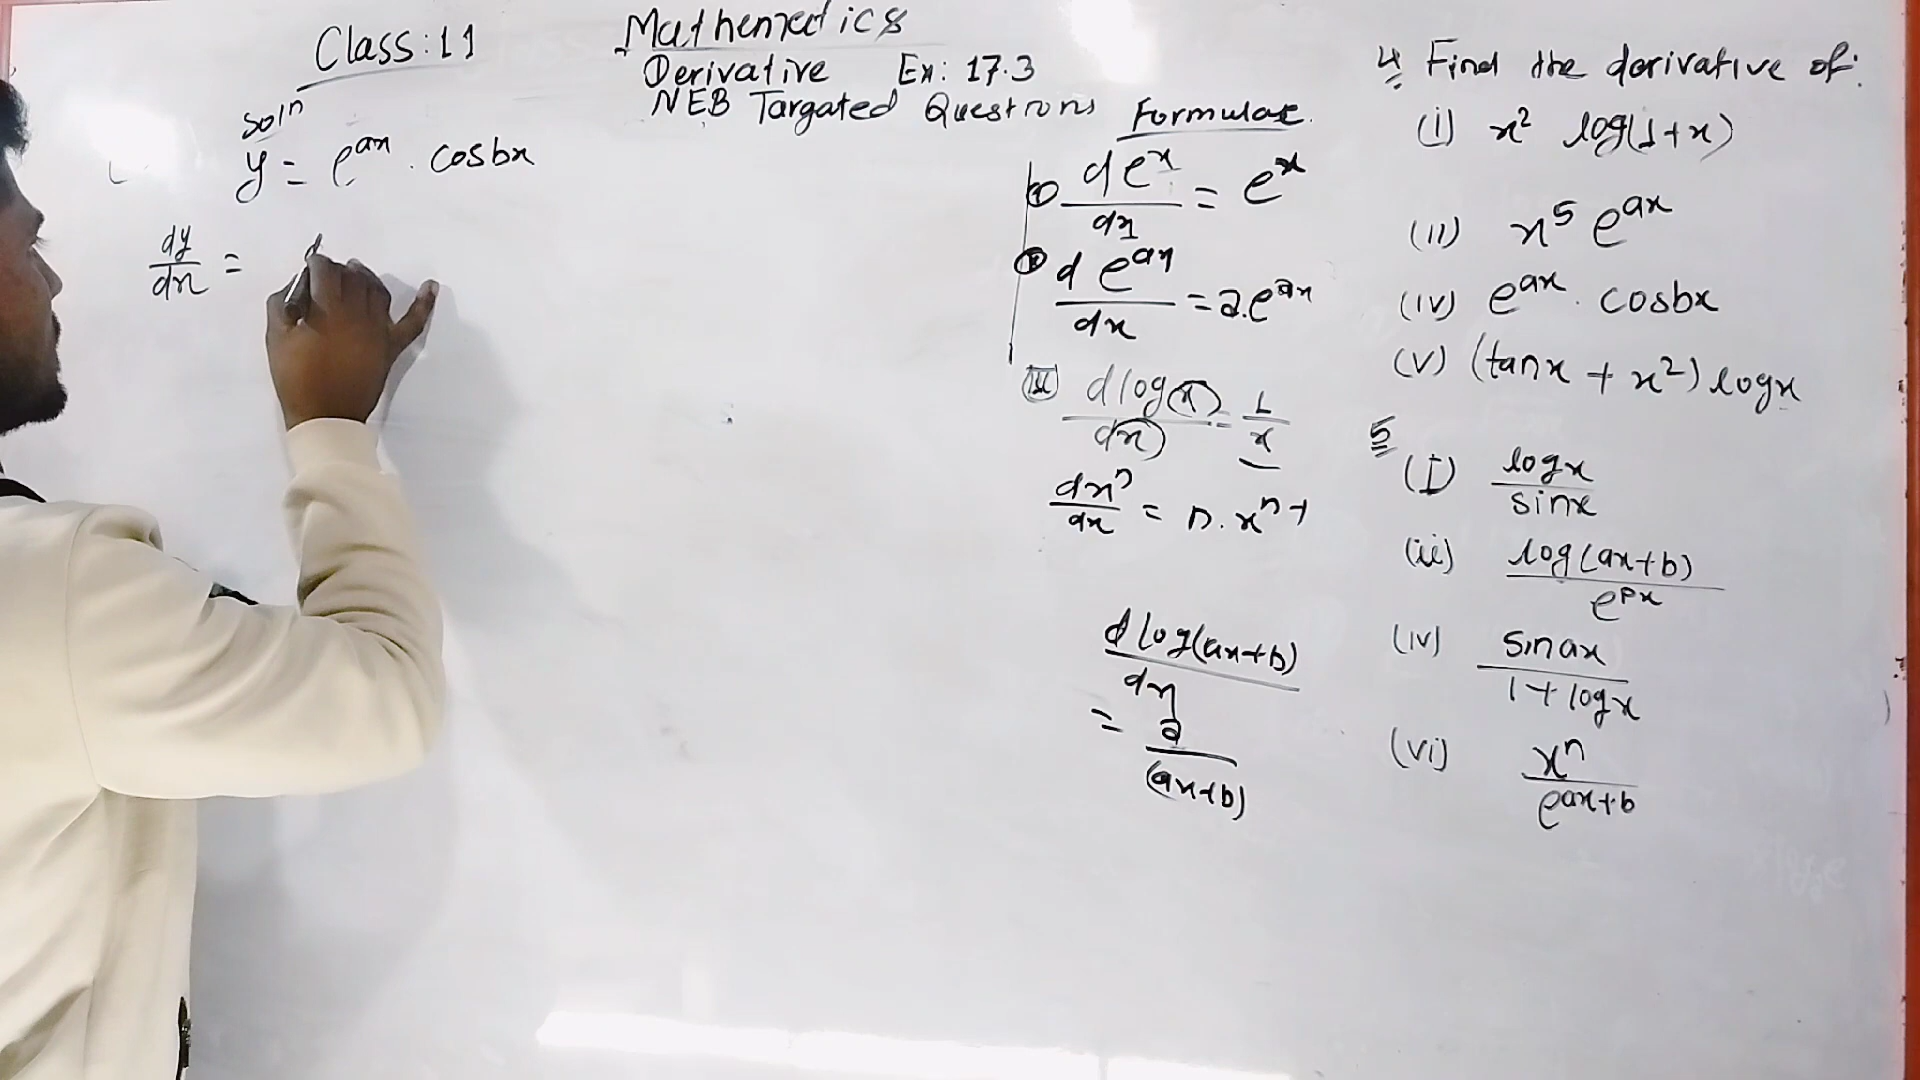 Class: 11
Mathematics
Derivative Ex: 17.3
NEB Targated Questions
Soln
y = e^ax . cosbx
dy/dx = d
Formulae.
de^x/dx = e^x
d e^ax/dx = a.e^ax
d log(x)/dx = 1/x
dx^n/dx = n. x^n-1
d log(ax+b)/dx
= a/(ax+b)
4. Find the derivative of:
(i) x² log(1+x)
(ii) x^5 e^ax
(iv) e^ax . cosbx
(v) (tanx + x²) logx
5
(I) logx/sinx
(ii) log(ax+b)/e^px
(iv) sinax/1+logx
(vi) x^n/e^ax+b